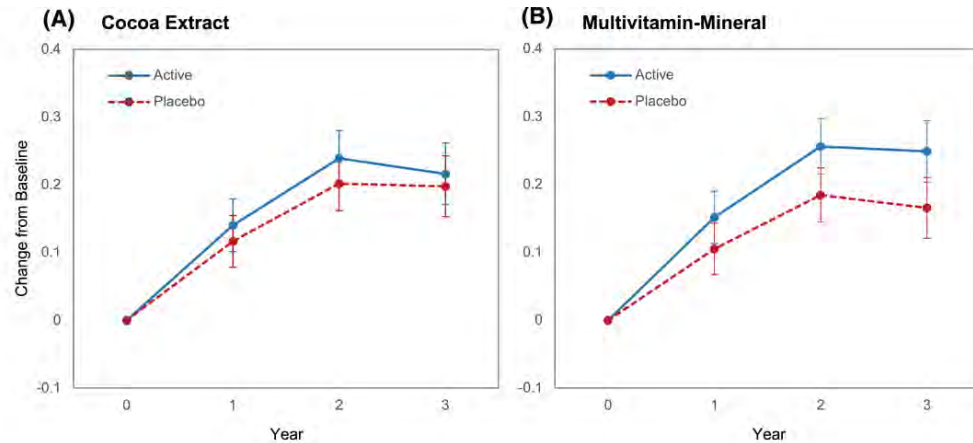 (A) Cocoa Extract
0.4
0.3
0.2
0.1
0
-0.1
Active
Placebo
Change from Baseline
0 1 2 3
Year
(B) Multivitamin-Mineral
0.4
0.3
0.2
0.1
0
-0.1
Active
Placebo
0 1 2 3
Year